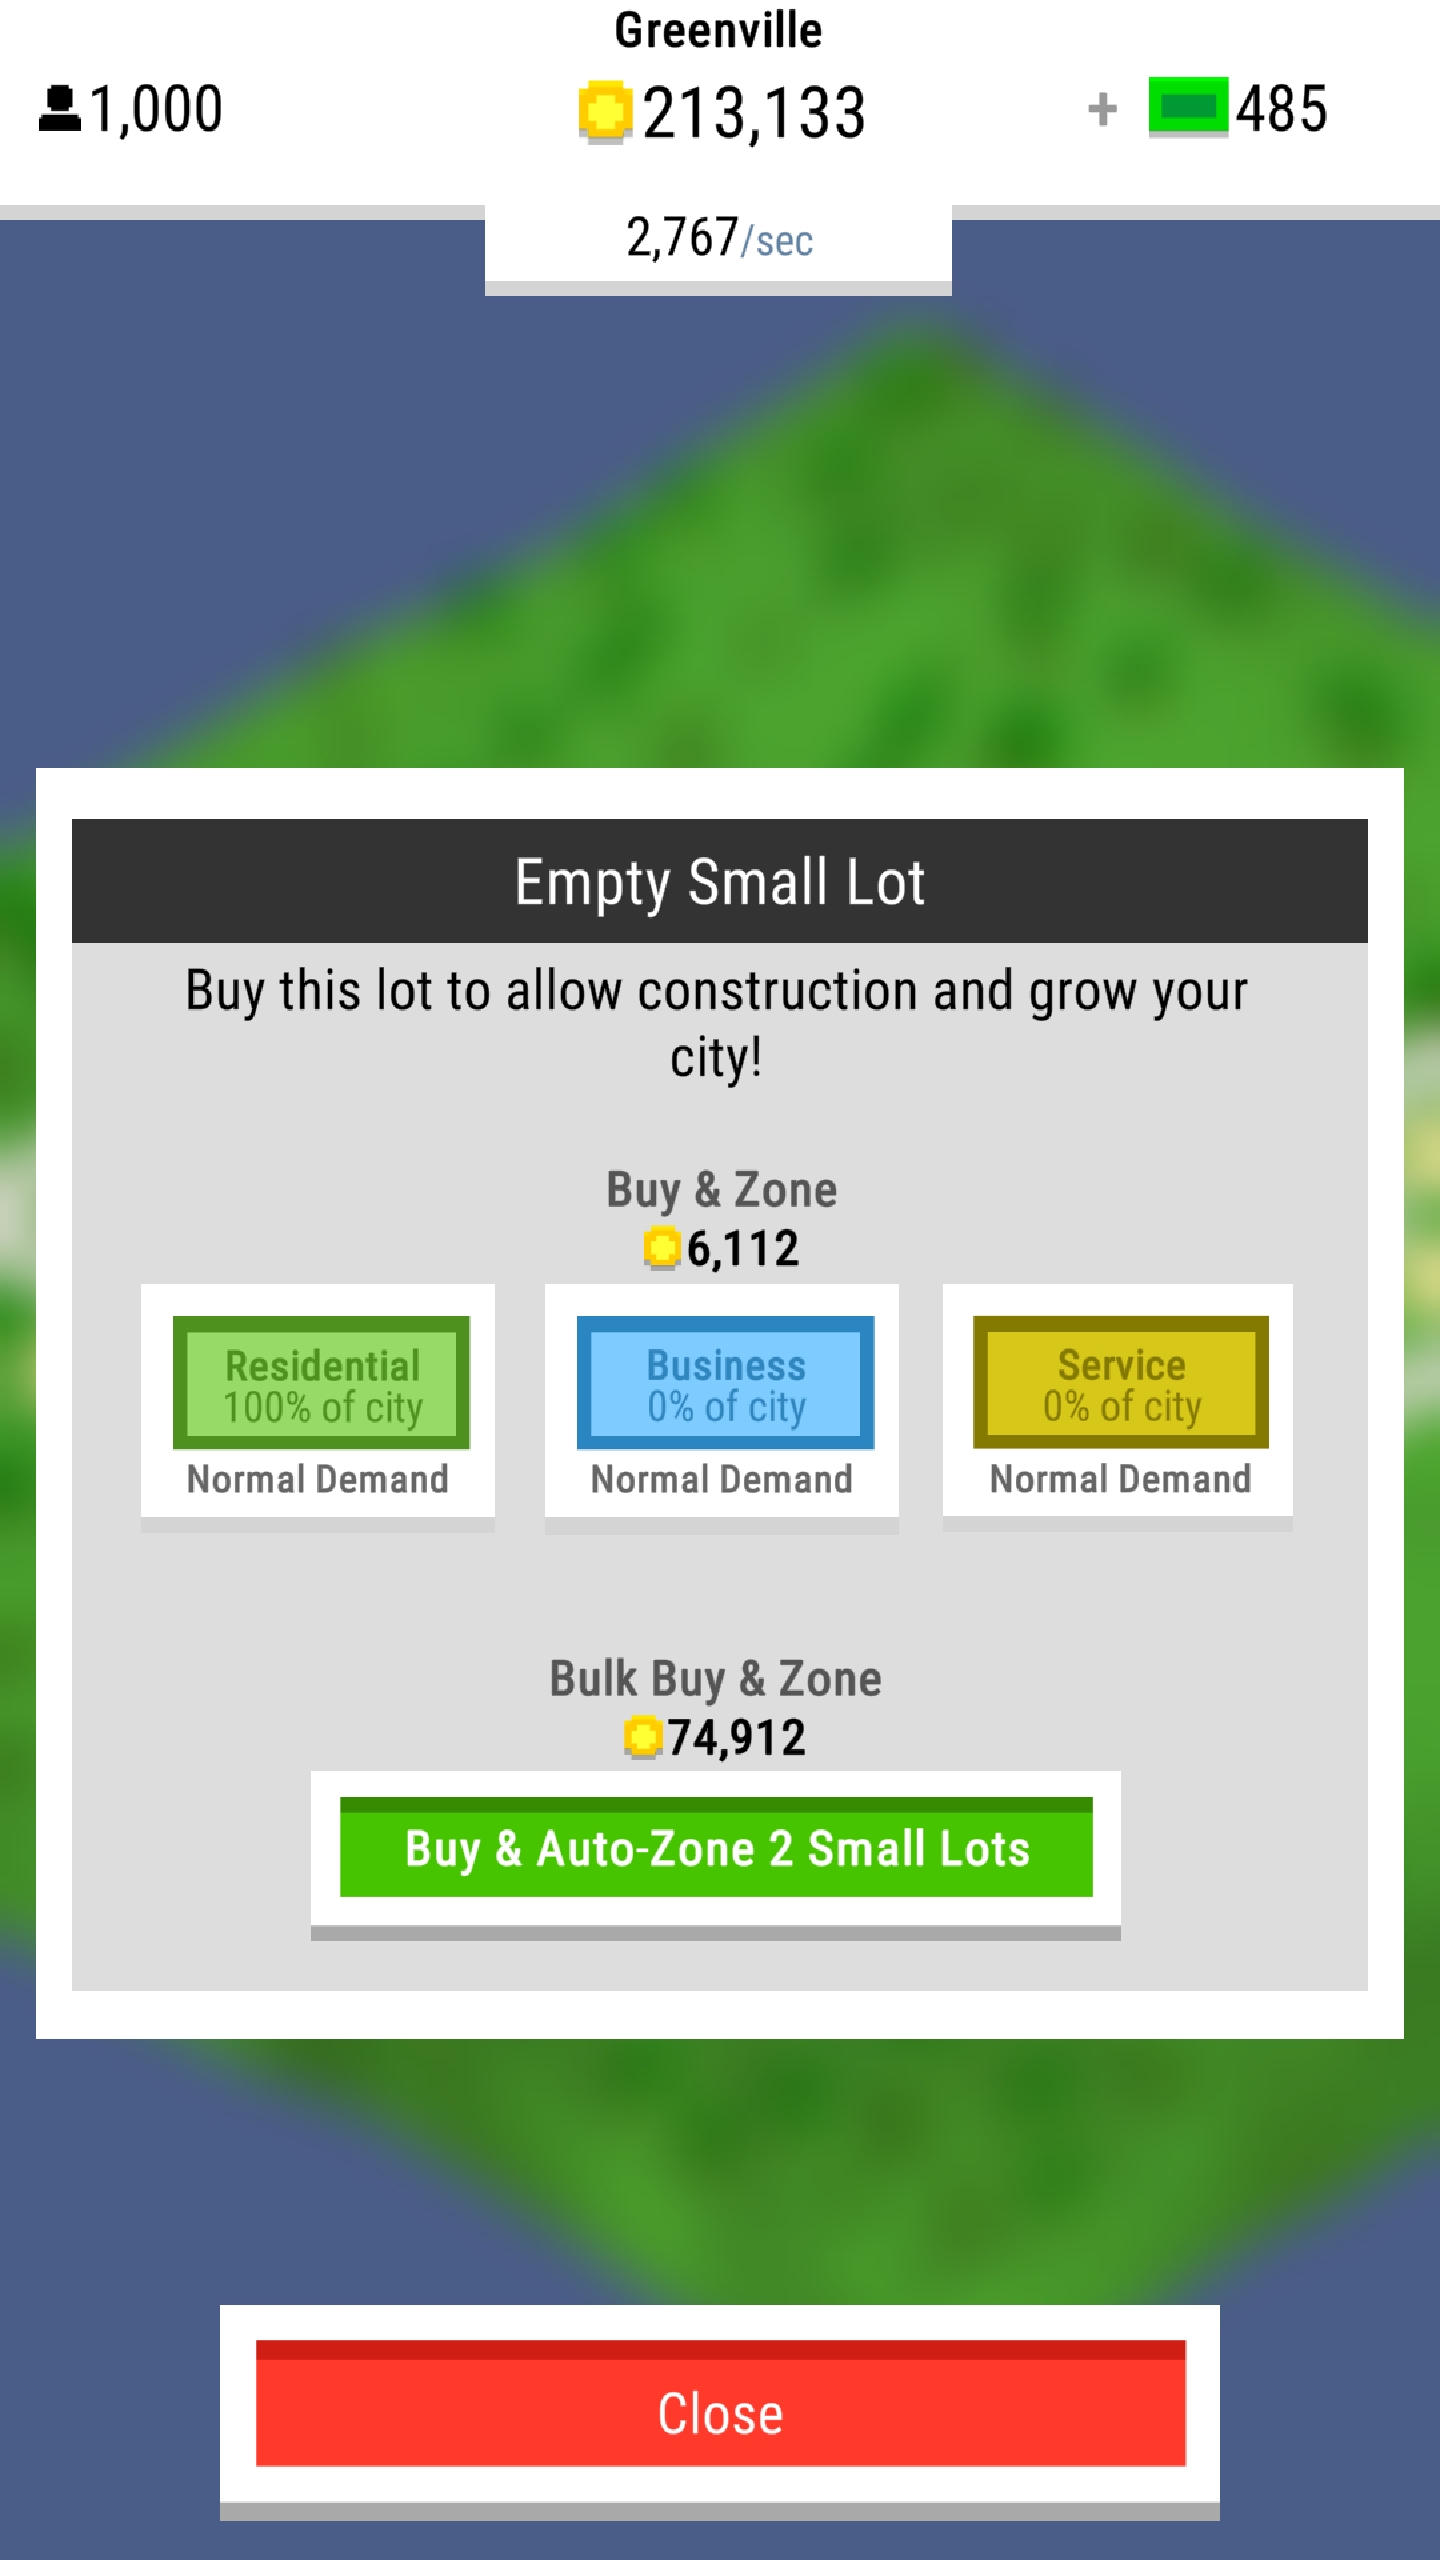 Greenville
1,000
213,133
+ 485
2,767/sec
Empty Small Lot
Buy this lot to allow construction and grow your
city!
Buy & Zone
6,112
Residential
100% of city
Normal Demand
Business
0% of city
Normal Demand
Service
0% of city
Normal Demand
Bulk Buy & Zone
74,912
Buy & Auto-Zone 2 Small Lots
Close